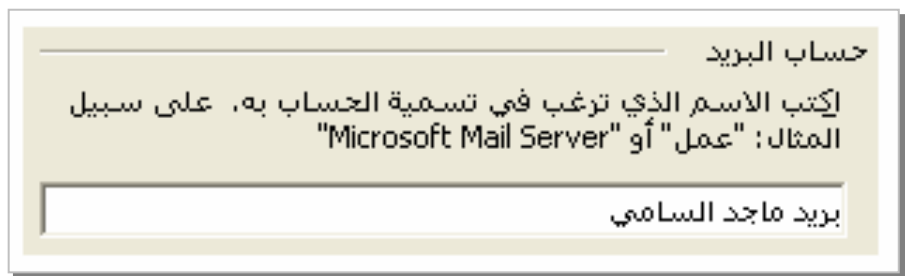 حساب البريد
اكتب الاسم الذي ترغب في تسمية الحساب به. على سبيل
المثال: "عمل" أو "Microsoft Mail Server"
بريد ماجد السامي